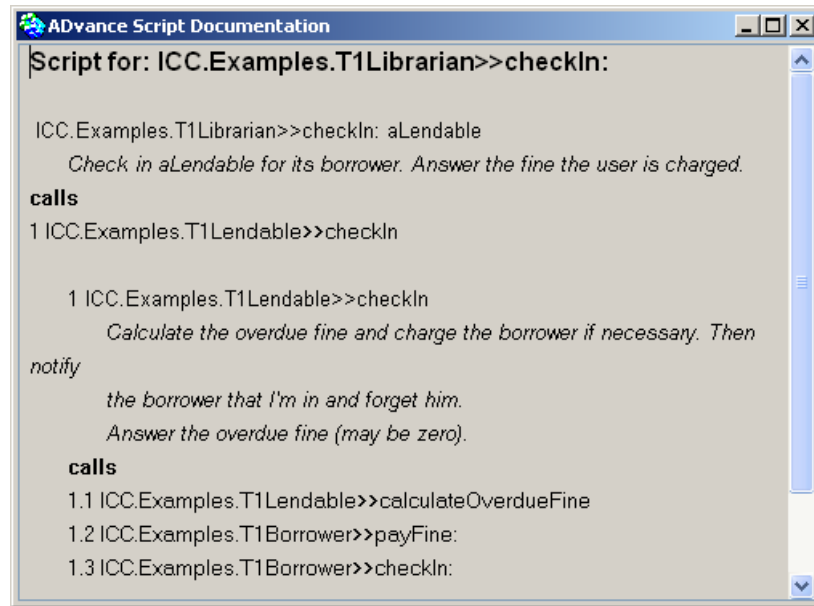 ADvance Script Documentation
Script for: ICC.Examples.T1Librarian>>checkIn:
ICC.Examples.T1Librarian>>checkIn: aLendable
Check in aLendable for its borrower. Answer the fine the user is charged.
calls
1 ICC.Examples.T1Lendable>>checkIn
1 ICC.Examples.T1Lendable>>checkIn
Calculate the overdue fine and charge the borrower if necessary. Then
notify
the borrower that I'm in and forget him.
Answer the overdue fine (may be zero).
calls
1.1 ICC.Examples.T1Lendable>>calculateOverdueFine
1.2 ICC.Examples.T1Borrower>>payFine:
1.3 ICC.Examples.T1Borrower>>checkIn: